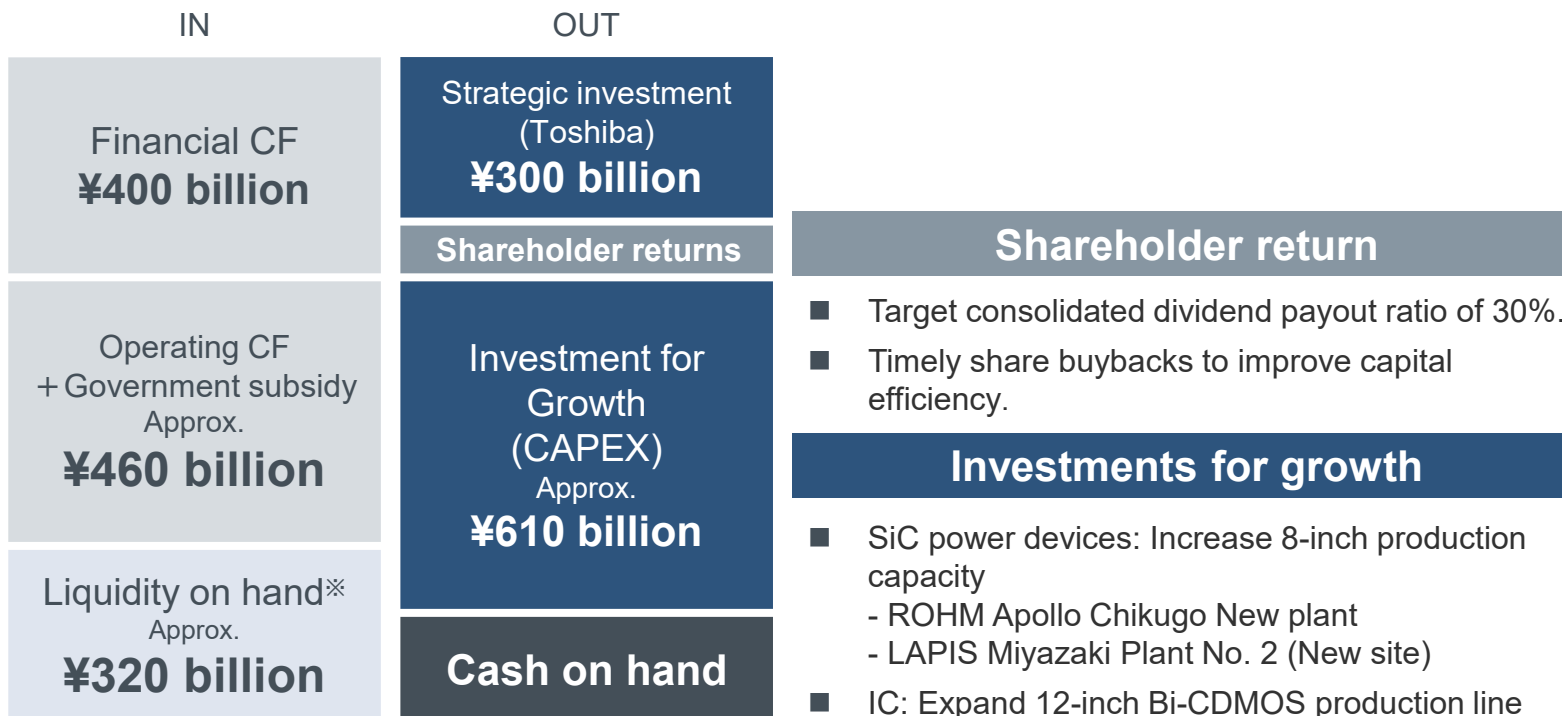 IN
OUT
Financial CF
¥400 billion
Operating CF
＋Government subsidy
Approx.
¥460 billion
Liquidity on hand※
Approx.
¥320 billion
Strategic investment
(Toshiba)
¥300 billion
Shareholder returns
Investment for
Growth
(CAPEX)
Approx.
¥610 billion
Cash on hand
Shareholder return
■ Target consolidated dividend payout ratio of 30%.
■ Timely share buybacks to improve capital
efficiency.
Investments for growth
■ SiC power devices: Increase 8-inch production
capacity
- ROHM Apollo Chikugo New plant
- LAPIS Miyazaki Plant No. 2 (New site)
■ IC: Expand 12-inch Bi-CDMOS production line